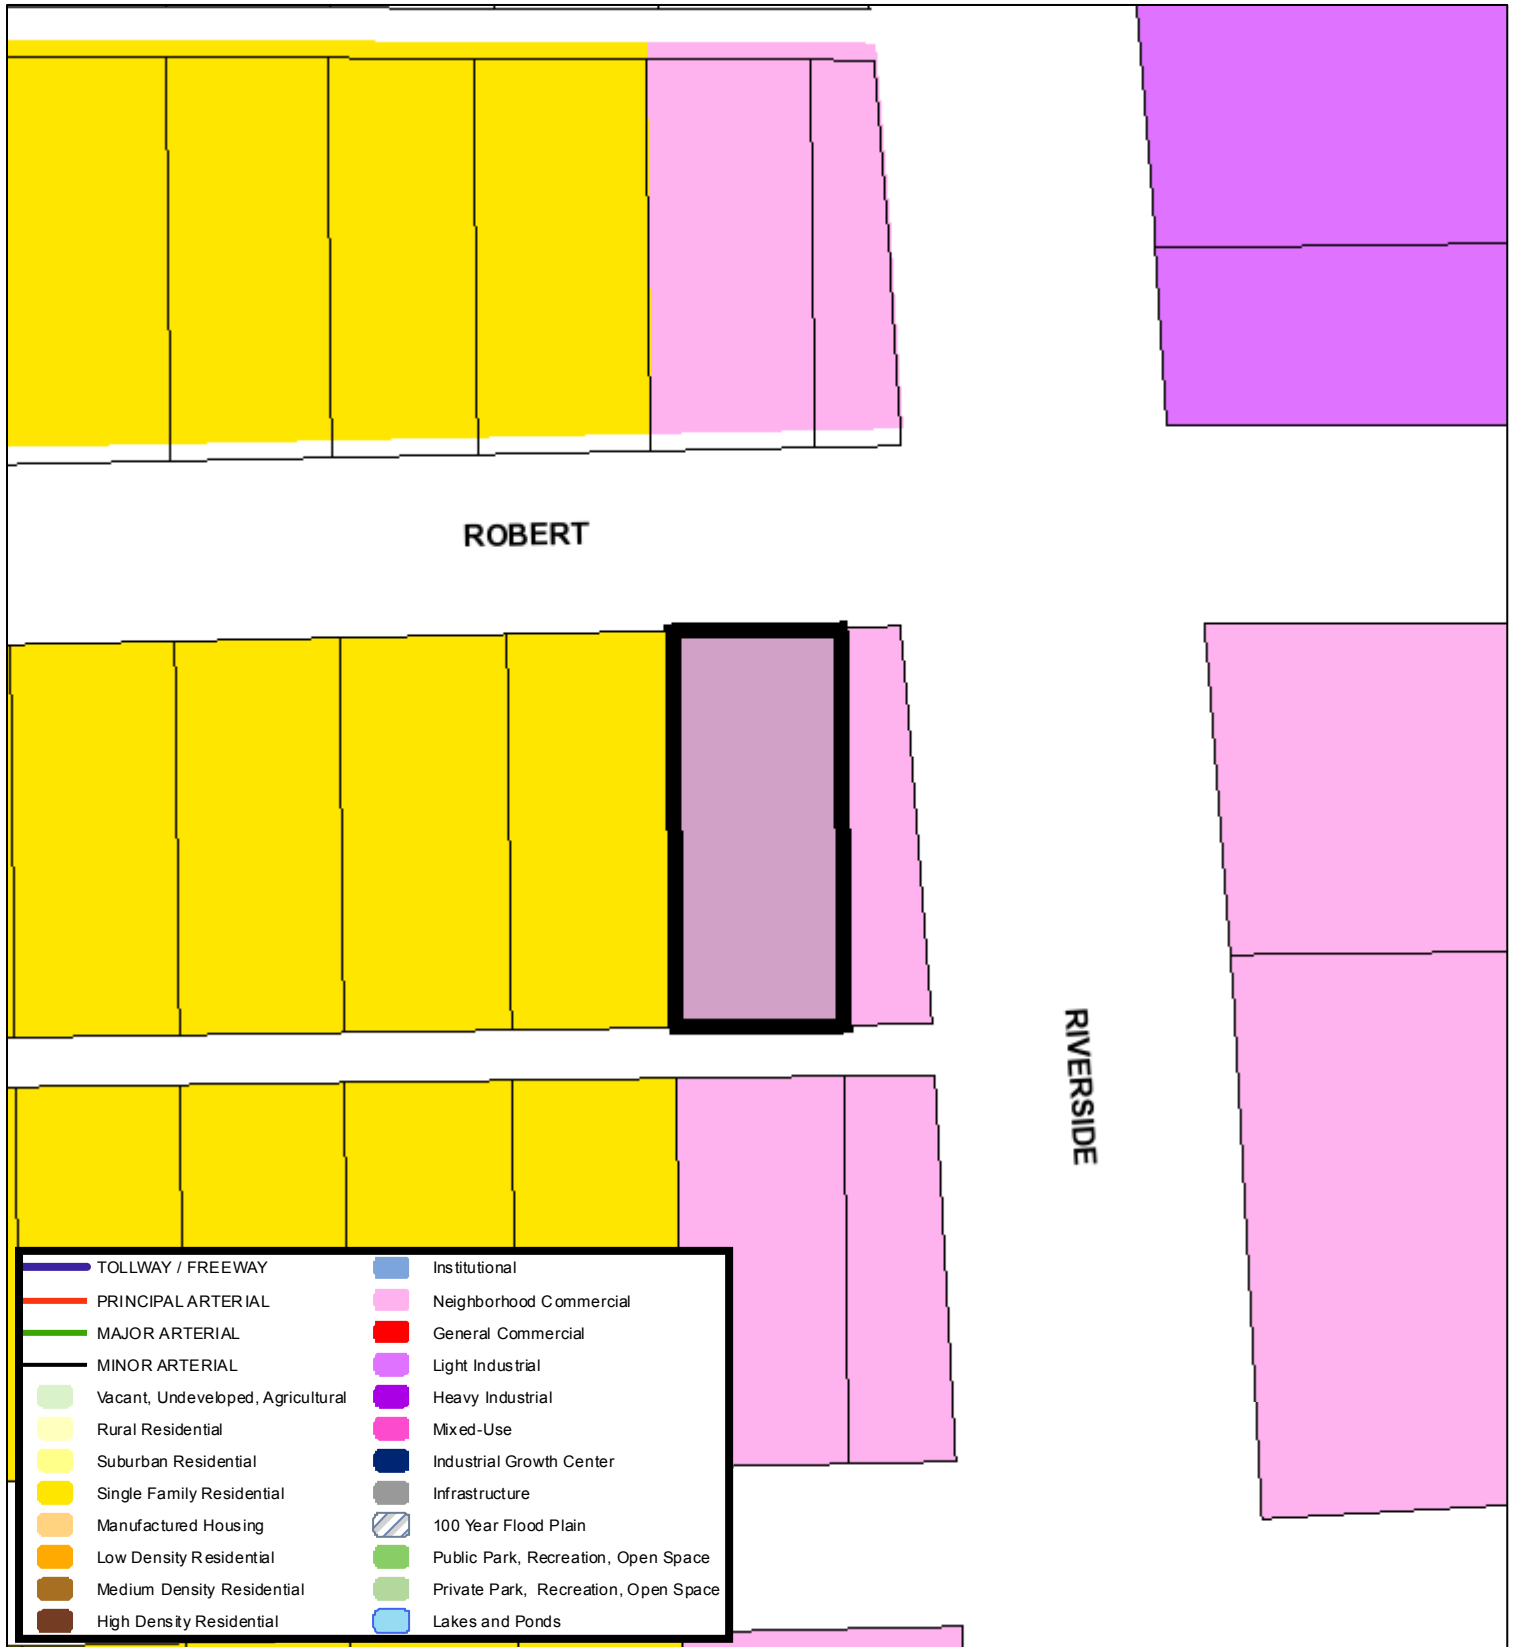 ROBERT
RIVERSIDE
TOLLWAY / FREEWAY
PRINCIPAL ARTERIAL
MAJOR ARTERIAL
MINOR ARTERIAL
Vacant, Undeveloped, Agricultural
Rural Residential
Suburban Residential
Single Family Residential
Manufactured Housing
Low Density Residential
Medium Density Residential
High Density Residential
Institutional
Neighborhood Commercial
General Commercial
Light Industrial
Heavy Industrial
Mixed-Use
Industrial Growth Center
Infrastructure
100 Year Flood Plain
Public Park, Recreation, Open Space
Private Park, Recreation, Open Space
Lakes and Ponds